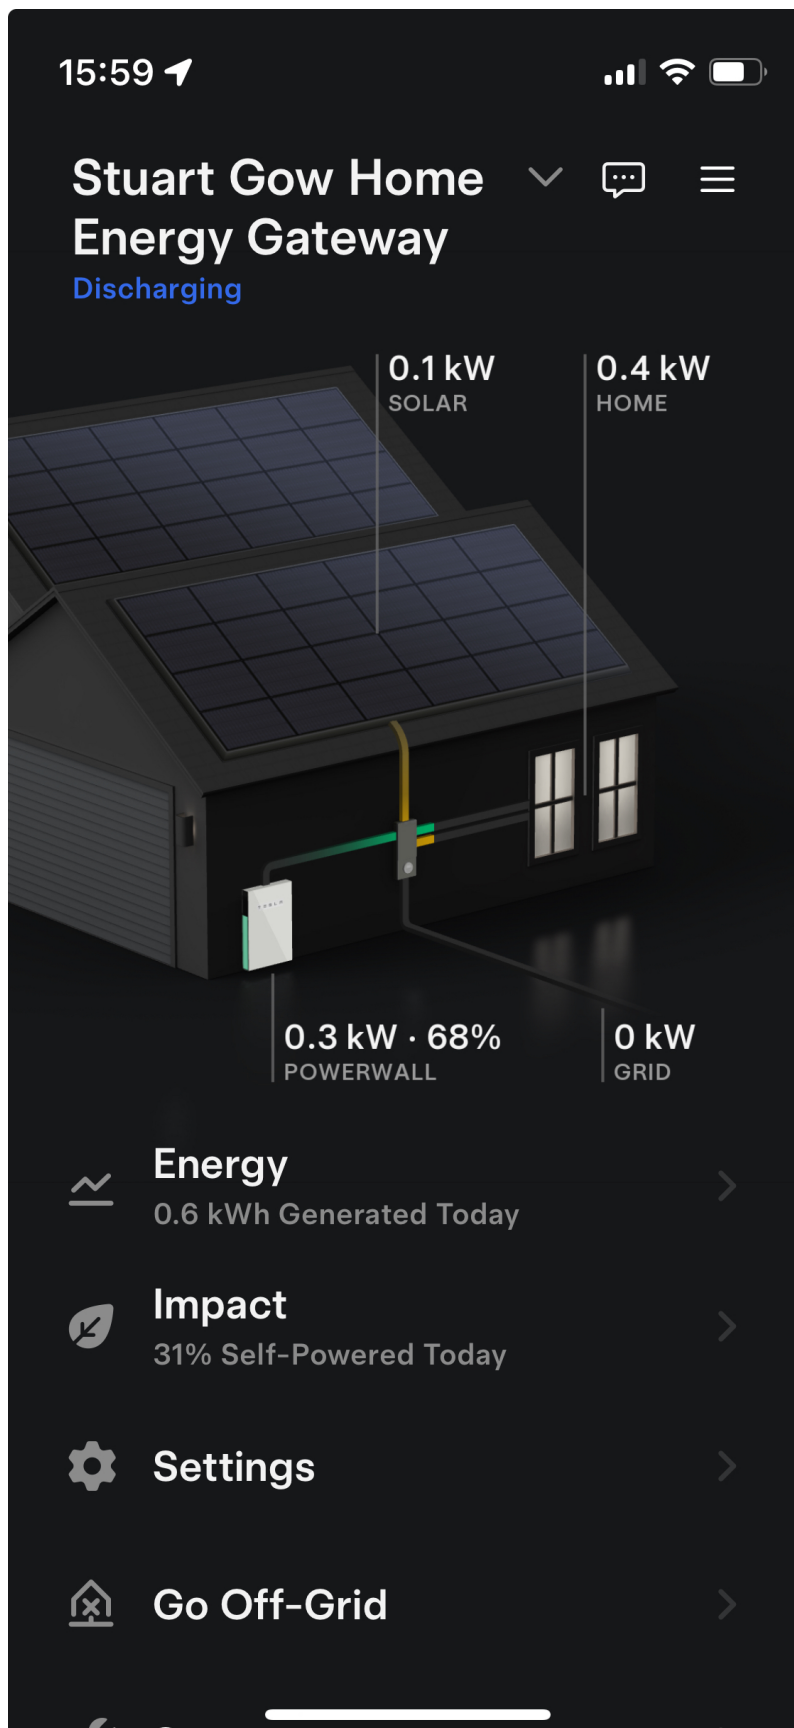 15:59
Stuart Gow Home
Energy Gateway
Discharging
0.1 kW
SOLAR
0.4 kW
HOME
TESLA
0.3 kW · 68%
POWERWALL
0 kW
GRID
Energy
0.6 kWh Generated Today
Impact
31% Self-Powered Today
Settings
Go Off-Grid